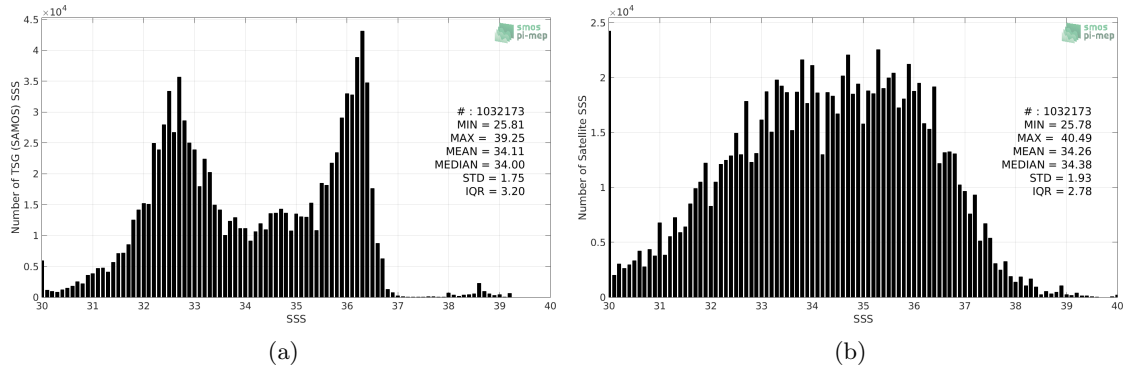 ×10⁴
4.5
4
3.5
3
2.5
2
1.5
1
0.5
0
Number of TSG (SAMOS) SSS
smos
pi-mep
# : 1032173
MIN = 25.81
MAX = 39.25
MEAN = 34.11
MEDIAN = 34.00
STD = 1.75
IQR = 3.20
30 31 32 33 34 35 36 37 38 39 40
SSS
(a)
×10⁴
2.5
2
1.5
1
0.5
0
Number of Satellite SSS
smos
pi-mep
# : 1032173
MIN = 25.78
MAX = 40.49
MEAN = 34.26
MEDIAN = 34.38
STD = 1.93
IQR = 2.78
30 31 32 33 34 35 36 37 38 39 40
SSS
(b)